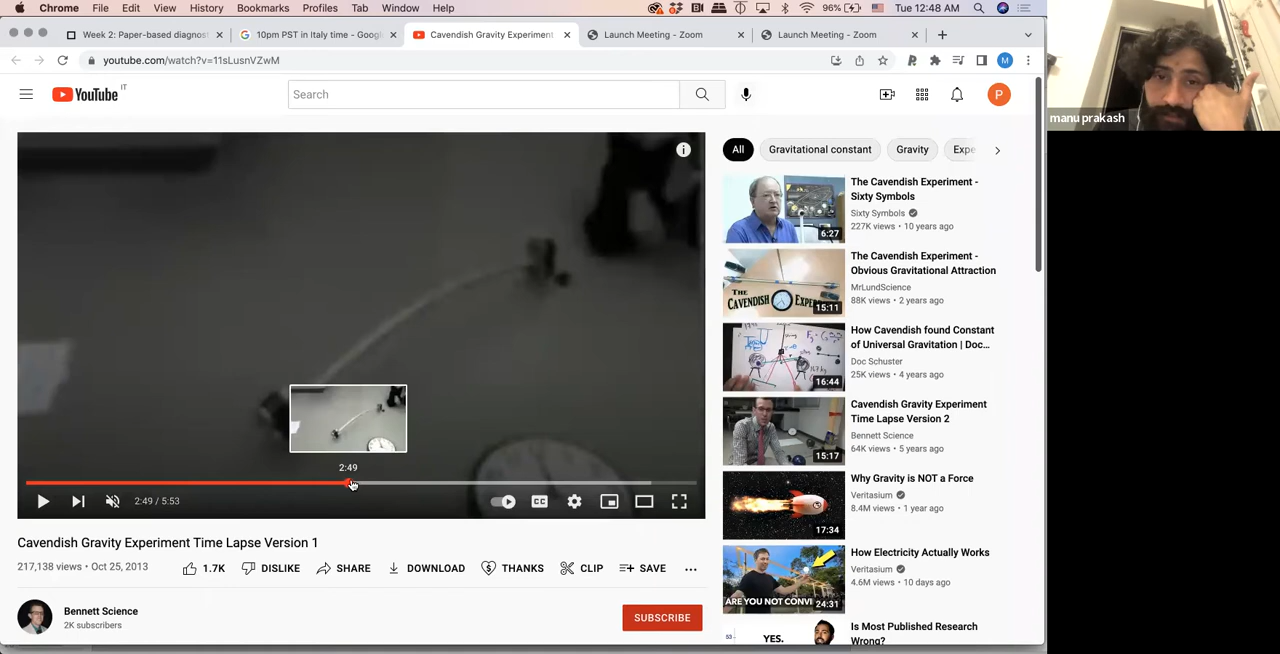 Chrome File Edit View History Bookmarks Profiles Tab Window Help 96% Tue 12:48 AM
Week 2: Paper-based diagnost
10pm PST in Italy time - Google
Cavendish Gravity Experiment
Launch Meeting - Zoom
Launch Meeting - Zoom
youtube.com/watch?v=11sLusnVZwM
M
YouTube IT
Search
P
manu prakash
All Gravitational constant Gravity Expe
The Cavendish Experiment -
Sixty Symbols
Sixty Symbols
227K views • 10 years ago
6:27
The Cavendish Experiment -
Obvious Gravitational Attraction
MrLundScience
88K views • 2 years ago
THE
CAVENDISH EXPE
15:11
How Cavendish found Constant
of Universal Gravitation | Doc...
Doc Schuster
25K views • 4 years ago
16:44
Cavendish Gravity Experiment
Time Lapse Version 2
Bennett Science
64K views • 5 years ago
15:17
Why Gravity is NOT a Force
Veritasium
8.4M views • 1 year ago
17:34
How Electricity Actually Works
Veritasium
4.6M views • 10 days ago
ARE YOU NOT CONVI
24:31
Is Most Published Research
Wrong?
YES.
2:49
2:49 / 5:53
CC
Cavendish Gravity Experiment Time Lapse Version 1
217,138 views • Oct 25, 2013
1.7K DISLIKE SHARE DOWNLOAD THANKS CLIP SAVE ...
Bennett Science
2K subscribers
SUBSCRIBE